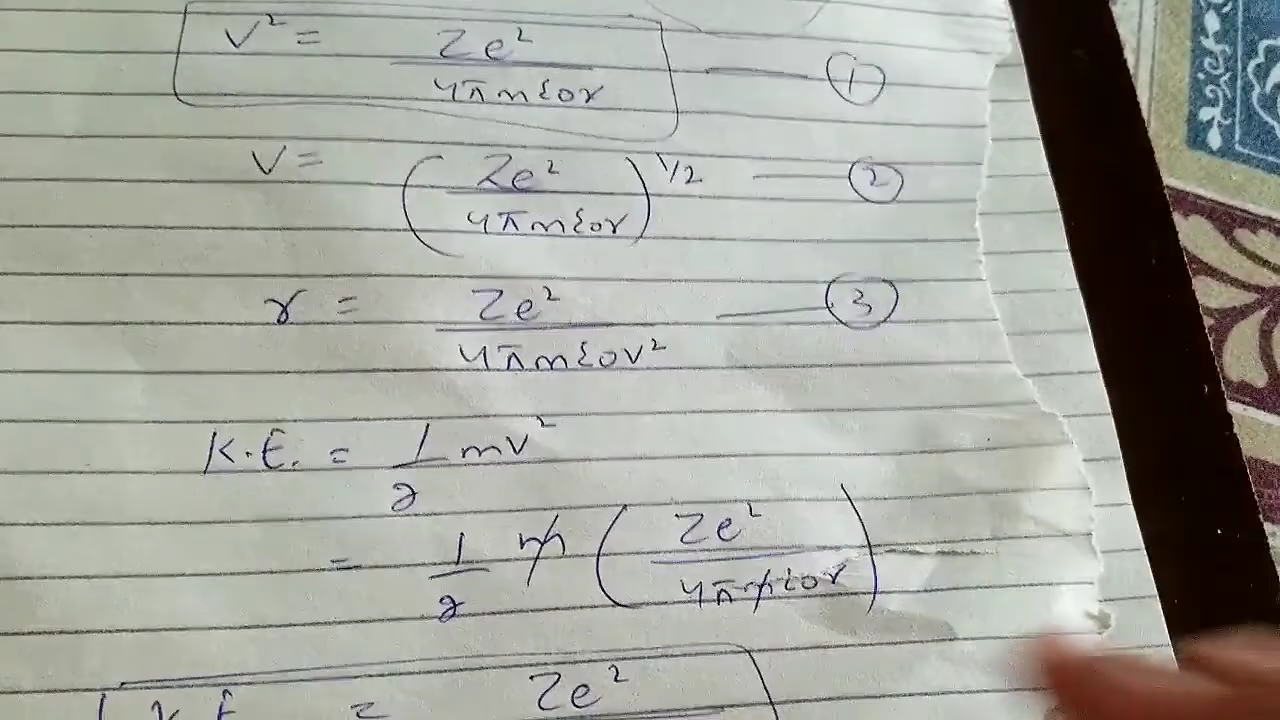 v² = Ze² / 4πmε0r — ①
v = (Ze² / 4πmε0r)^1/2 — ②
r = Ze² / 4πmε0v² — ③
K.E. = 1/2 mv²
= 1/2 m (Ze² / 4πmε0r)
K.E. = Ze²